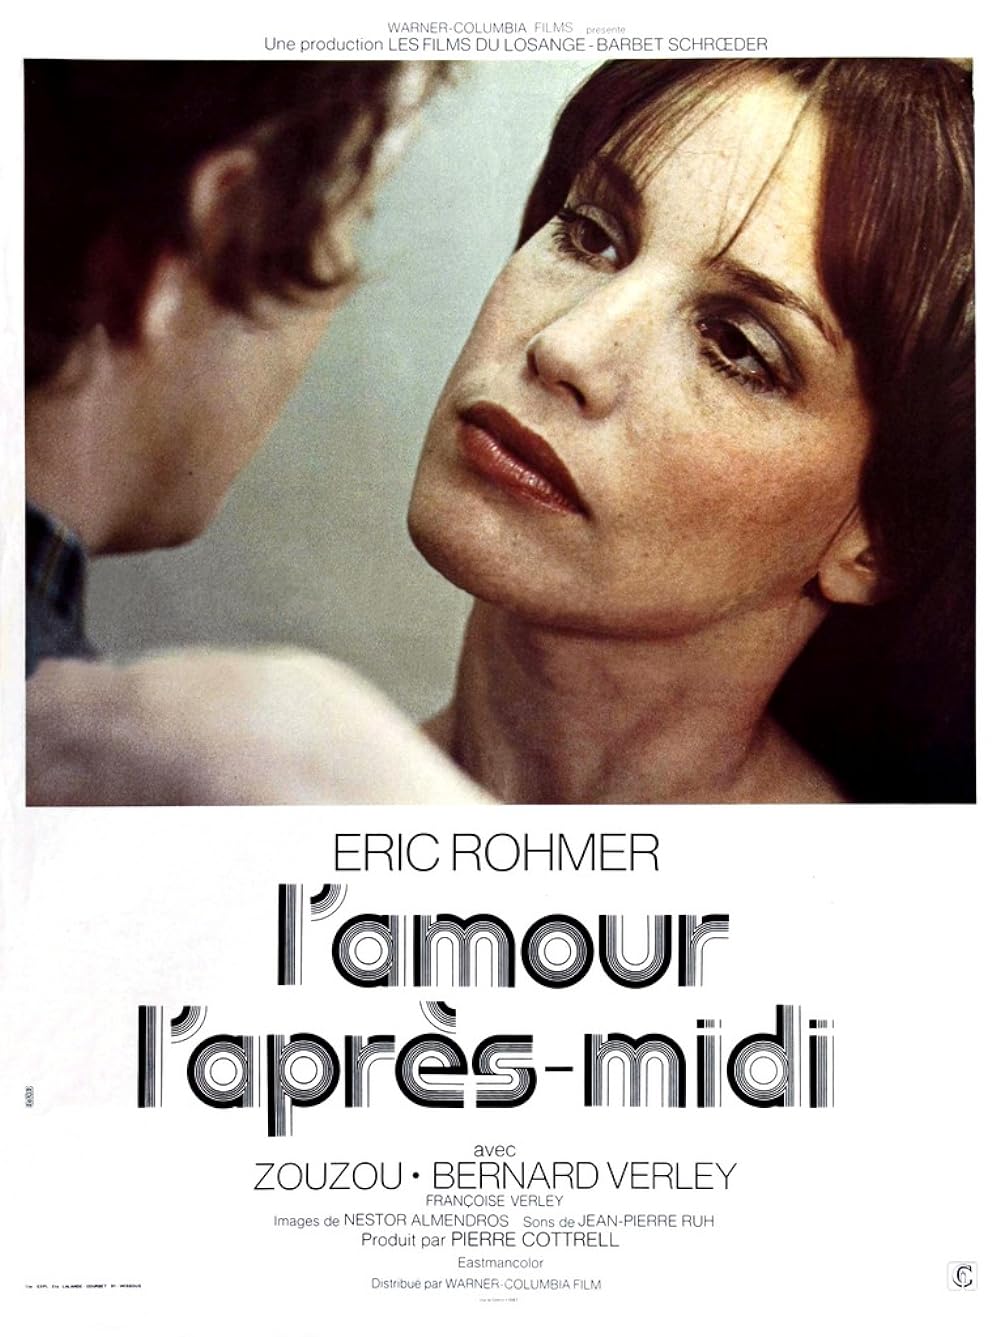 WARNER-COLUMBIA FILMS présente
Une production LES FILMS DU LOSANGE-BARBET SCHRŒDER
ERIC ROHMER
l'amour
l'après-midi
avec
ZOUZOU • BERNARD VERLEY
FRANÇOISE VERLEY
Images de NESTOR ALMENDROS Sons de JEAN-PIERRE RUH
Produit par PIERRE COTTRELL
Eastmancolor
Distribué par WARNER-COLUMBIA FILM